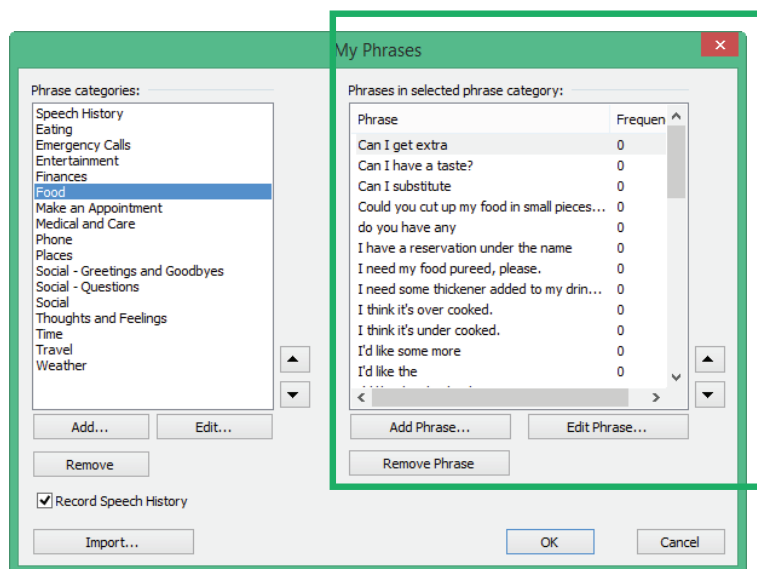 My Phrases
Phrase categories:
Speech History
Eating
Emergency Calls
Entertainment
Finances
Food
Make an Appointment
Medical and Care
Phone
Places
Social - Greetings and Goodbyes
Social - Questions
Social
Thoughts and Feelings
Time
Travel
Weather
Add...
Edit...
Remove
Record Speech History
Import...
Phrases in selected phrase category:
Phrase Frequen
Can I get extra 0
Can I have a taste? 0
Can I substitute 0
Could you cut up my food in small pieces... 0
do you have any 0
I have a reservation under the name 0
I need my food pureed, please. 0
I need some thickener added to my drin... 0
I think it's over cooked. 0
I think it's under cooked. 0
I'd like some more 0
I'd like the 0
Add Phrase...
Edit Phrase...
Remove Phrase
OK
Cancel